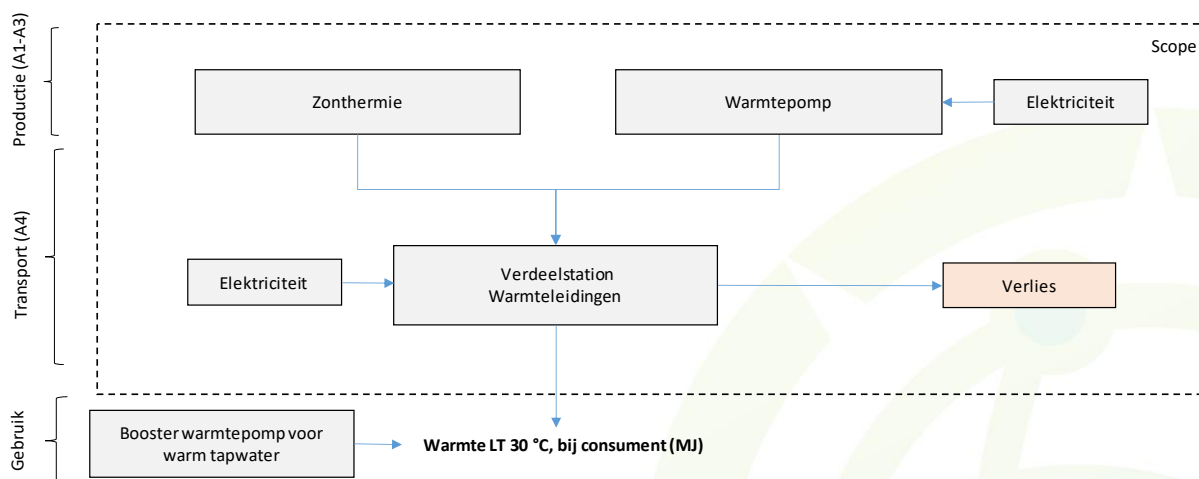 Productie (A1-A3)
Scope
Zonthermie
Warmtepomp
Elektriciteit
Transport (A4)
Elektriciteit
Verdeelstation
Warmteleidingen
Verlies
Gebruik
Booster warmtepomp voor
warm tapwater
Warmte LT 30 °C, bij consument (MJ)